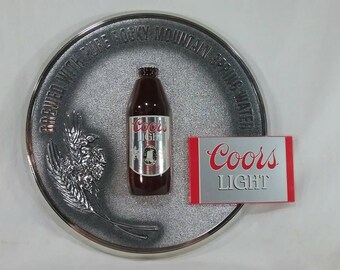 BREWED WITH PURE ROCKY MOUNTAIN SPRING WATER
Coors
LIGHT
Coors
LIGHT